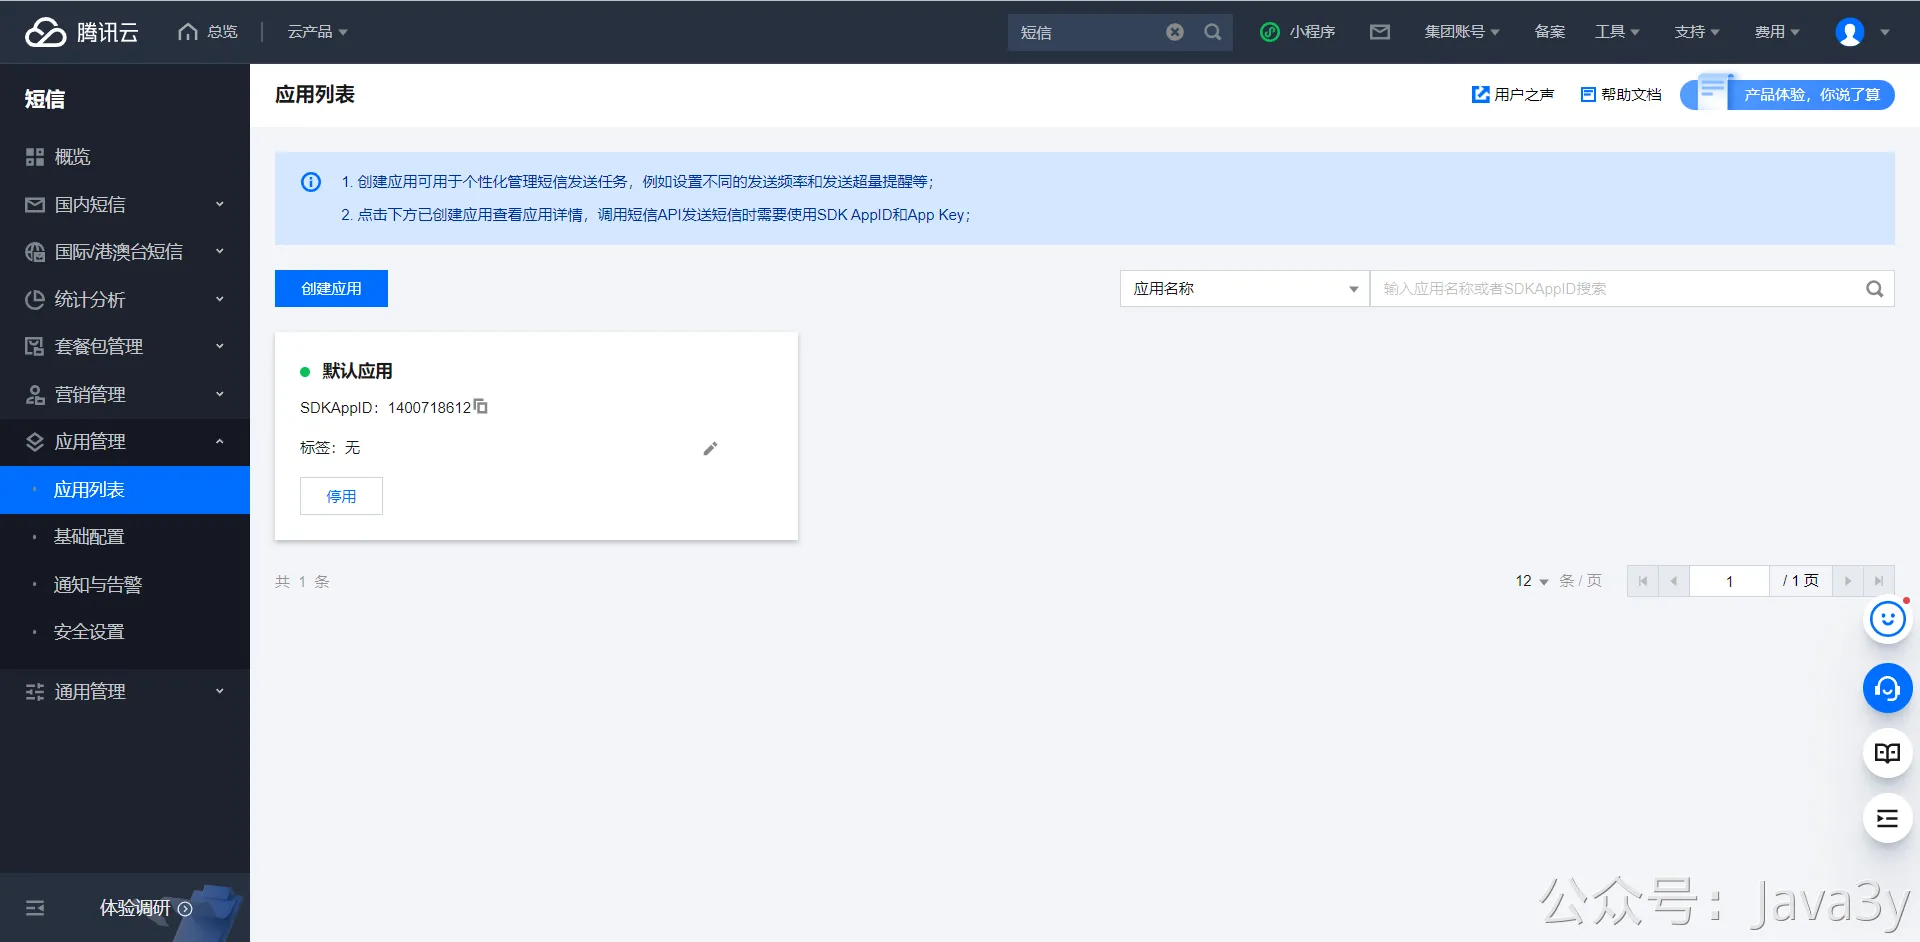 腾讯云
总览
云产品
短信
小程序
集团账号
备案
工具
支持
费用
短信
概览
国内短信
国际/港澳台短信
统计分析
套餐包管理
营销管理
应用管理
应用列表
基础配置
通知与告警
安全设置
通用管理
体验调研
应用列表
用户之声
帮助文档
产品体验，你说了算
1. 创建应用可用于个性化管理短信发送任务，例如设置不同的发送频率和发送超量提醒等；
2. 点击下方已创建应用查看应用详情，调用短信API发送短信时需要使用SDK AppID和App Key；
创建应用
应用名称
输入应用名称或者SDKAppID搜索
默认应用
SDKAppID：1400718612
标签：无
停用
共 1 条
12 条 / 页
1 / 1 页
公众号：Java3y